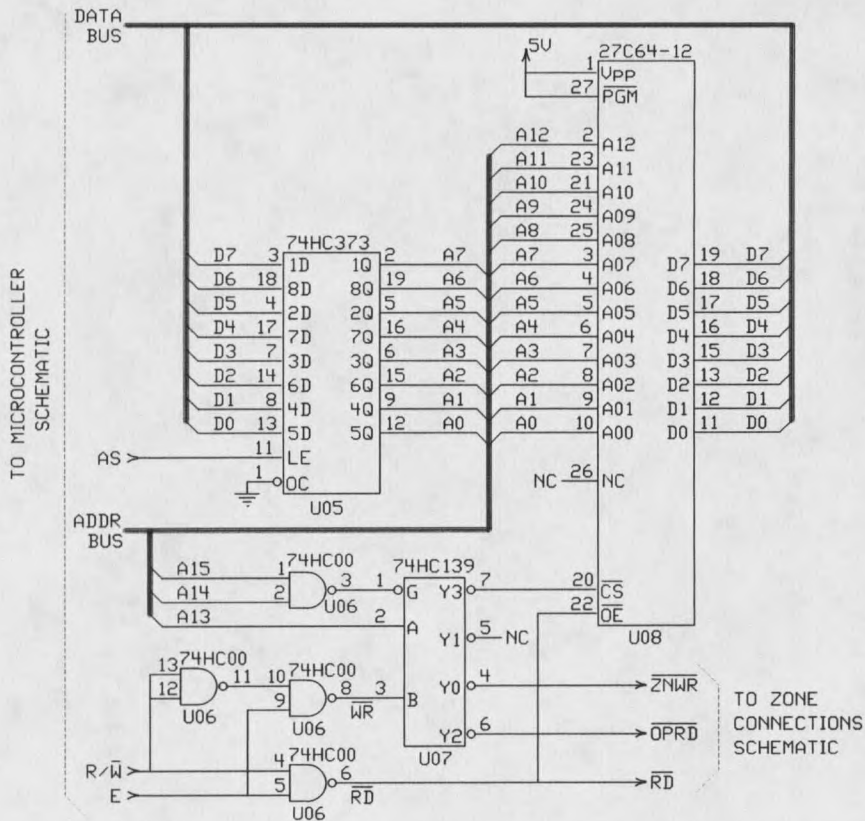 DATA
BUS
5V
27C64-12
1 VPP
27 PGM
A12 2 A12
A11 23 A11
A10 21 A10
A9 24 A09
A8 25 A08
74HC373
D7 3 1D 1Q 2 A7 A7 3 A07 D7 19 D7
D6 18 8D 8Q 19 A6 A6 4 A06 D6 18 D6
D5 4 2D 2Q 5 A5 A5 5 A05 D5 17 D5
D4 17 7D 7Q 16 A4 A4 6 A04 D4 16 D4
D3 7 3D 3Q 6 A3 A3 7 A03 D3 15 D3
D2 14 6D 6Q 15 A2 A2 8 A02 D2 13 D2
D1 8 4D 4Q 9 A1 A1 9 A01 D1 12 D1
D0 13 5D 5Q 12 A0 A0 10 A00 D0 11 D0
AS 11 LE
1 OC
U05
NC 26 NC
TO MICROCONTROLLER
SCHEMATIC
ADDR
BUS
A15 1 74HC00
A14 2 3
U06
A13 2
74HC139
1 G Y3 7 20 CS
A 22 OE
Y1 5 NC
U08
13 74HC00
12 11
U06
10 74HC00
9 8
U06
WR 3 B
Y0 4 ZNWR
Y2 6 OPRD
U07
R/W 4 74HC00
E 5 6
U06
RD RD
TO ZONE
CONNECTIONS
SCHEMATIC